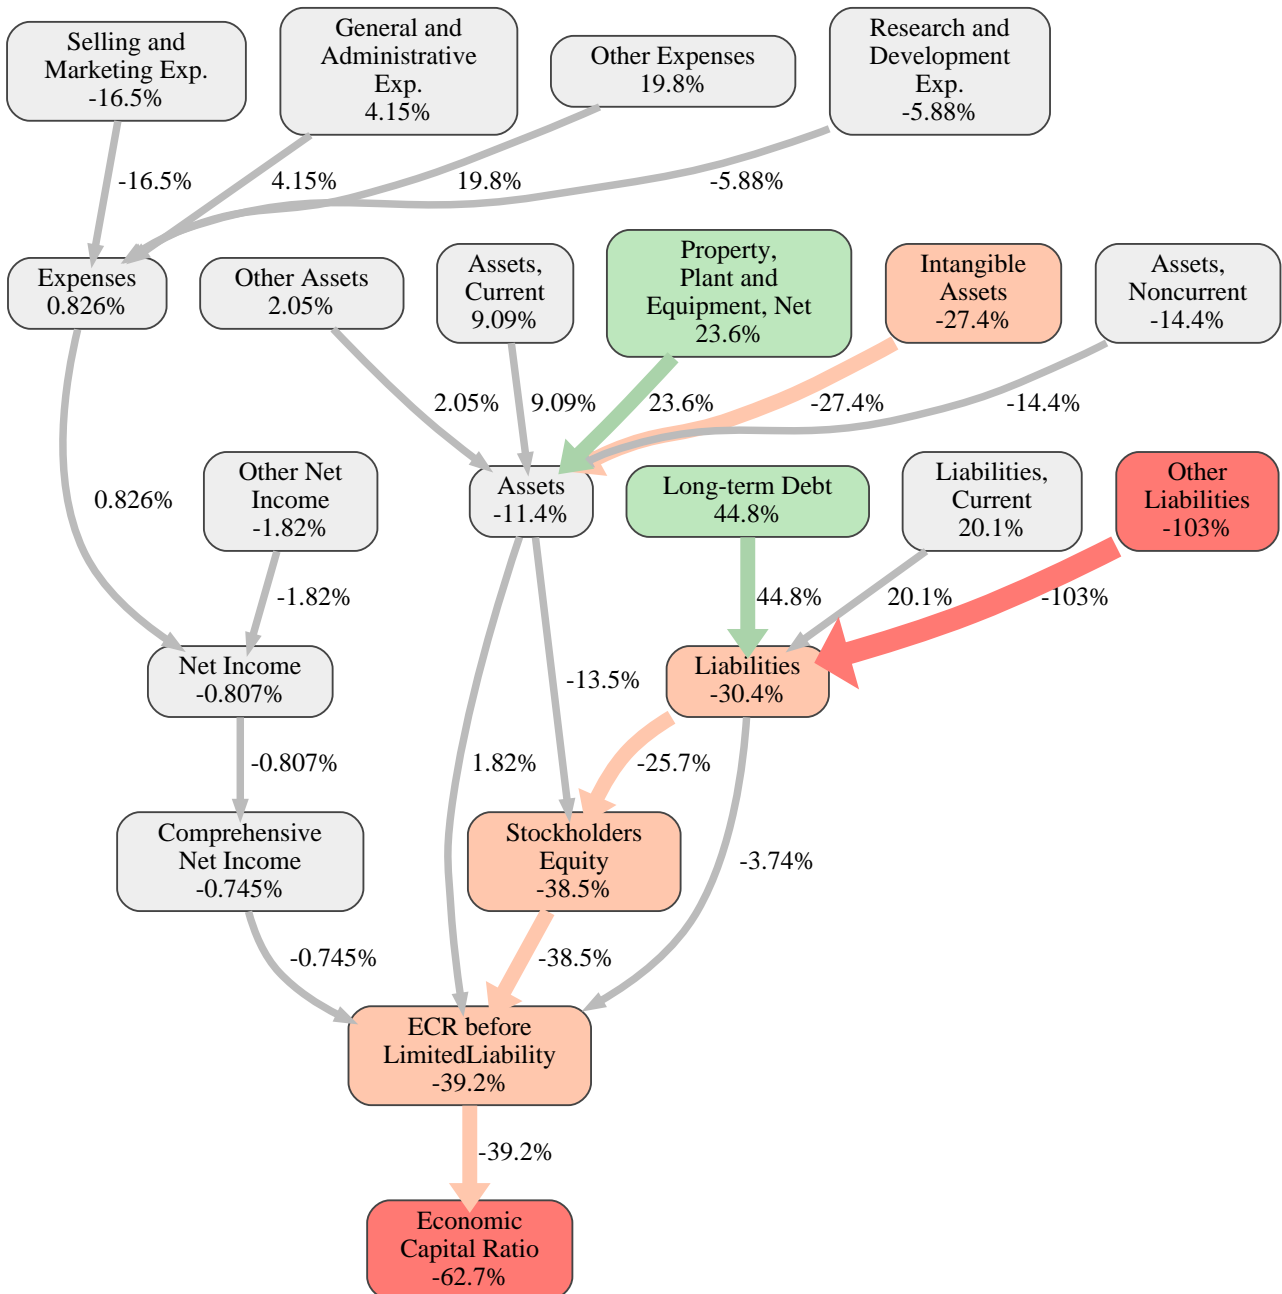 Selling and
Marketing Exp.
-16.5%
General and
Administrative
Exp.
4.15%
Other Expenses
19.8%
Research and
Development
Exp.
-5.88%
-16.5%
4.15%
19.8%
-5.88%
Expenses
0.826%
Other Assets
2.05%
Assets,
Current
9.09%
Property,
Plant and
Equipment, Net
23.6%
Intangible
Assets
-27.4%
Assets,
Noncurrent
-14.4%
2.05%
9.09%
23.6%
-27.4%
-14.4%
0.826%
Other Net
Income
-1.82%
Assets
-11.4%
Long-term Debt
44.8%
Liabilities,
Current
20.1%
Other
Liabilities
-103%
-1.82%
44.8%
20.1%
-103%
Net Income
-0.807%
-13.5%
Liabilities
-30.4%
-0.807%
1.82%
-25.7%
Comprehensive
Net Income
-0.745%
Stockholders
Equity
-38.5%
-3.74%
-0.745%
-38.5%
ECR before
LimitedLiability
-39.2%
-39.2%
Economic
Capital Ratio
-62.7%